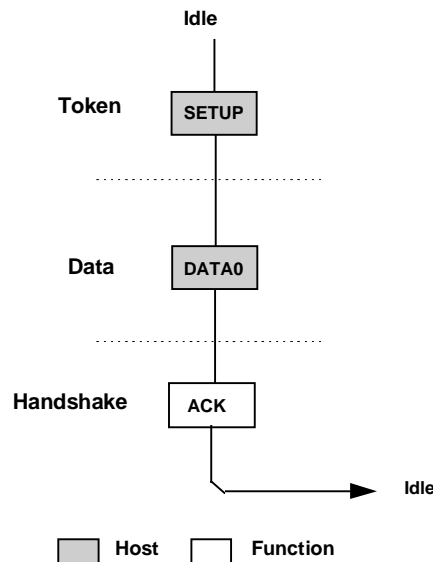 Idle
Token
SETUP
Data
DATA0
Handshake
ACK
Idle
Host
Function